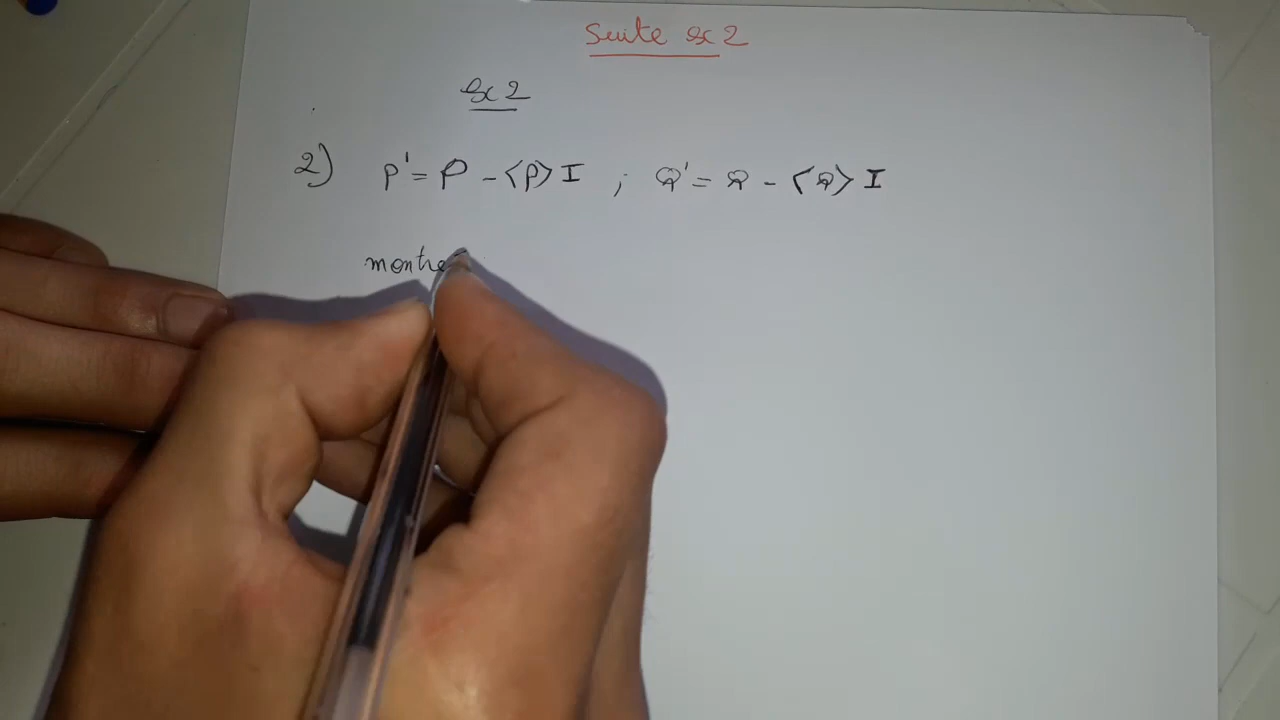 Suite ex 2
Ex 2
2) P' = P - <P> I ; Q' = Q - <Q> I
montre